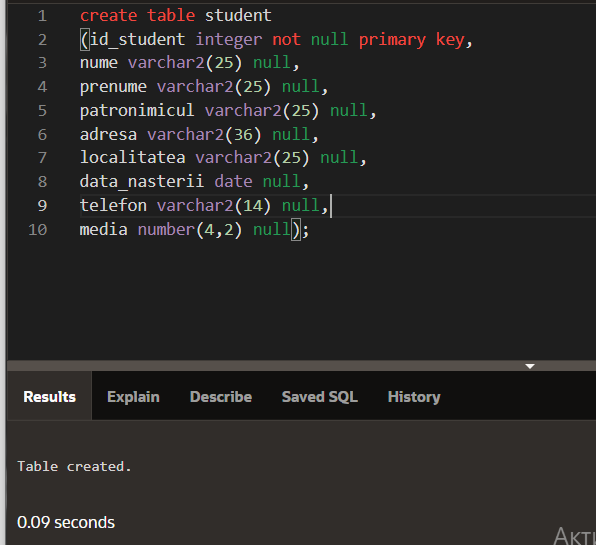 1 create table student
2 (id_student integer not null primary key,
3 nume varchar2(25) null,
4 prenume varchar2(25) null,
5 patronimicul varchar2(25) null,
6 adresa varchar2(36) null,
7 localitatea varchar2(25) null,
8 data_nasterii date null,
9 telefon varchar2(14) null,
10 media number(4,2) null);
Results Explain Describe Saved SQL History
Table created.
0.09 seconds